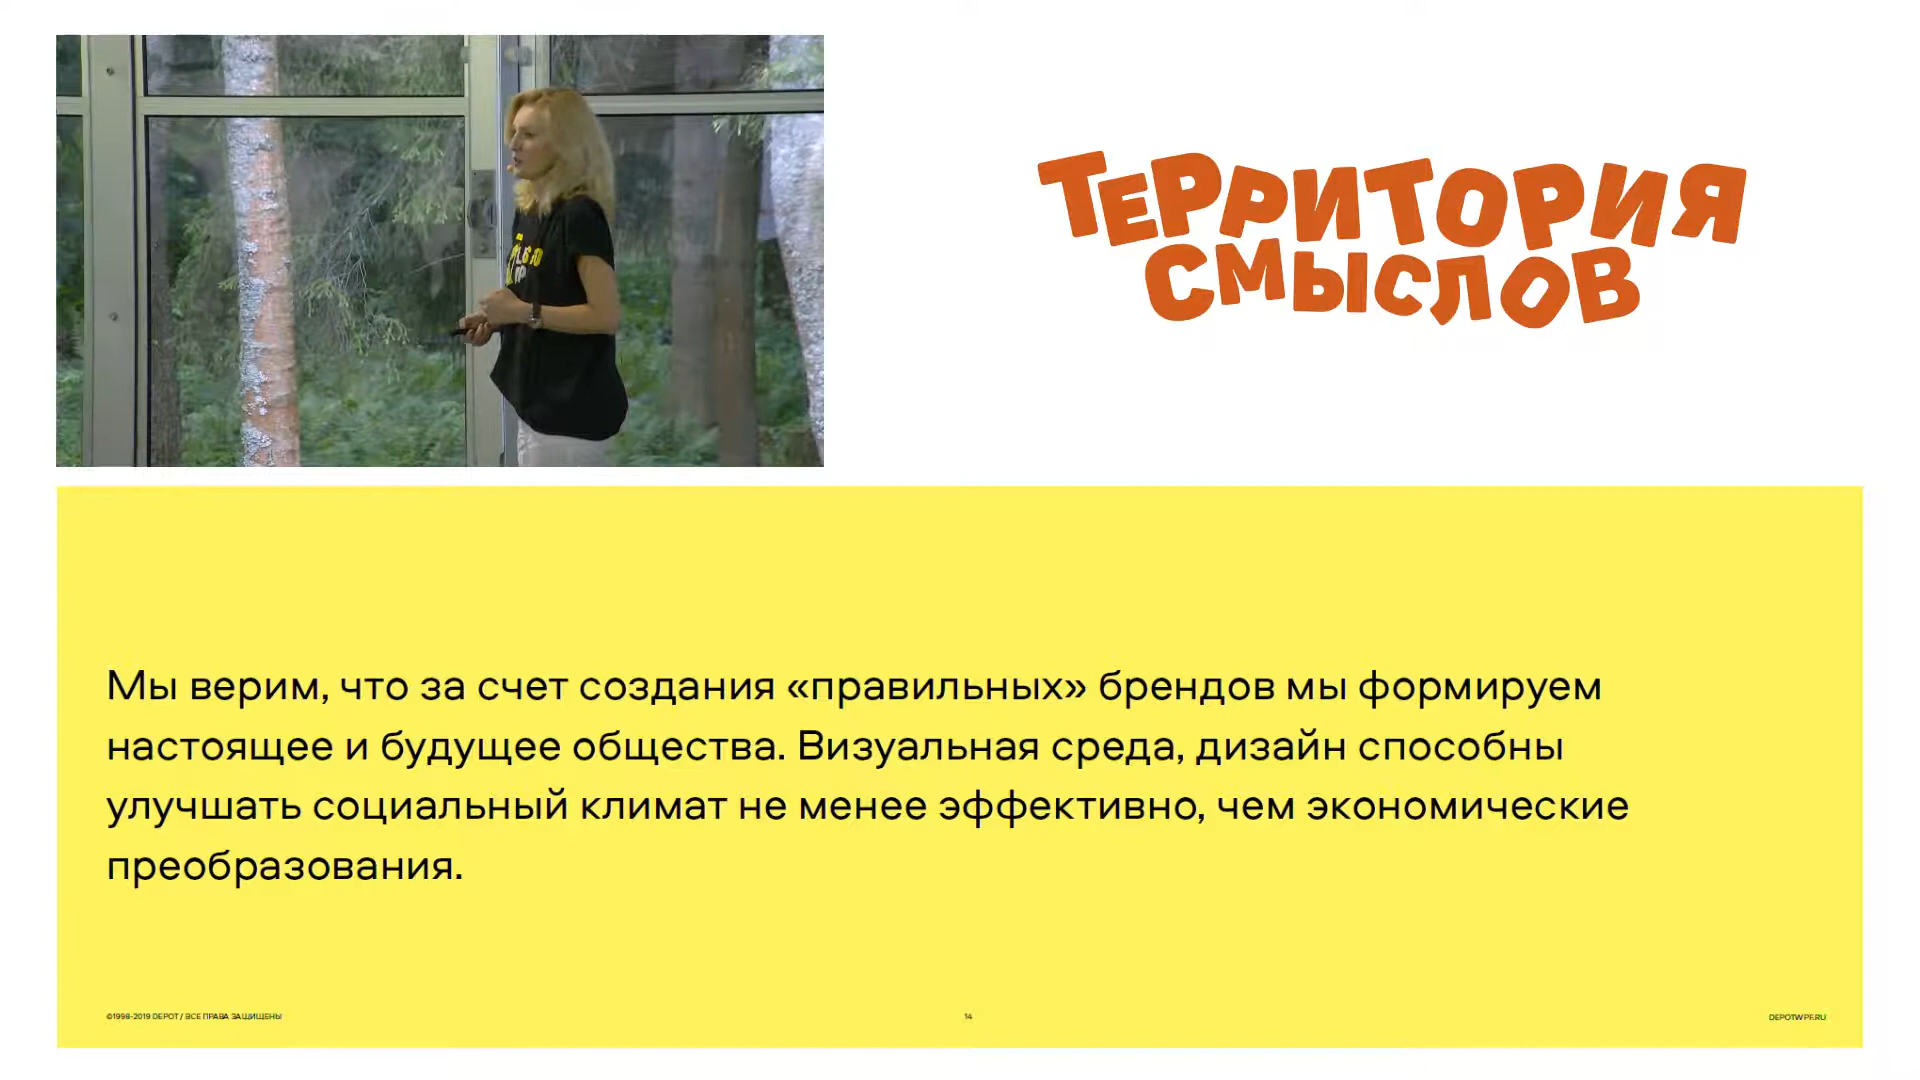 ТЕРРИТОРИЯ
СМЫСЛОВ
Мы верим, что за счет создания «правильных» брендов мы формируем
настоящее и будущее общества. Визуальная среда, дизайн способны
улучшать социальный климат не менее эффективно, чем экономические
преобразования.
©1998-2019 DEPOT / ВСЕ ПРАВА ЗАЩИЩЕНЫ
14
DEPOTWPF.RU